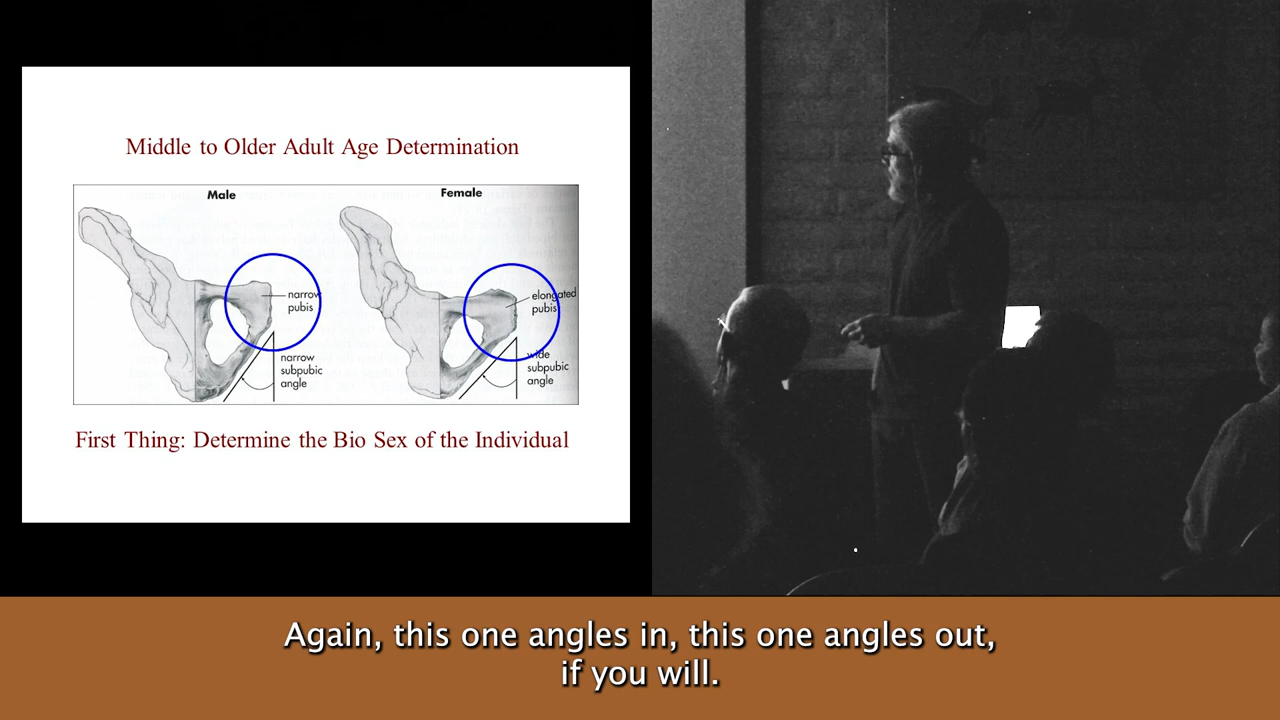 Middle to Older Adult Age Determination
Male
Female
narrow
pubis
elongated
pubis
narrow
subpubic
angle
wide
subpubic
angle
First Thing: Determine the Bio Sex of the Individual
Again, this one angles in, this one angles out,
if you will.